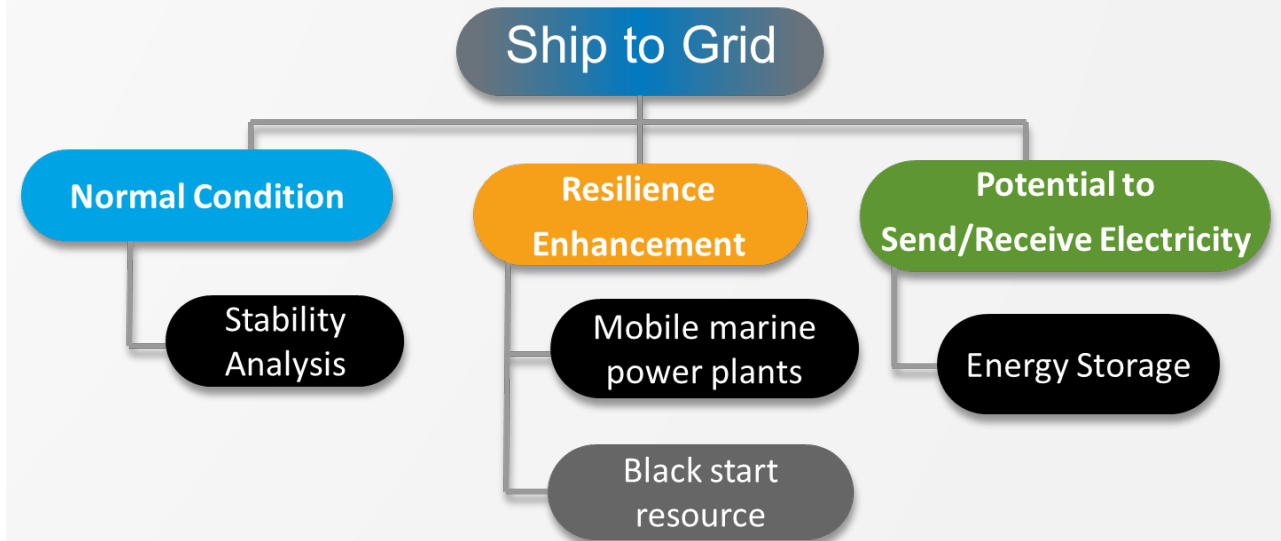 Ship to Grid
Normal Condition
Resilience
Enhancement
Potential to
Send/Receive Electricity
Stability
Analysis
Mobile marine
power plants
Energy Storage
Black start
resource